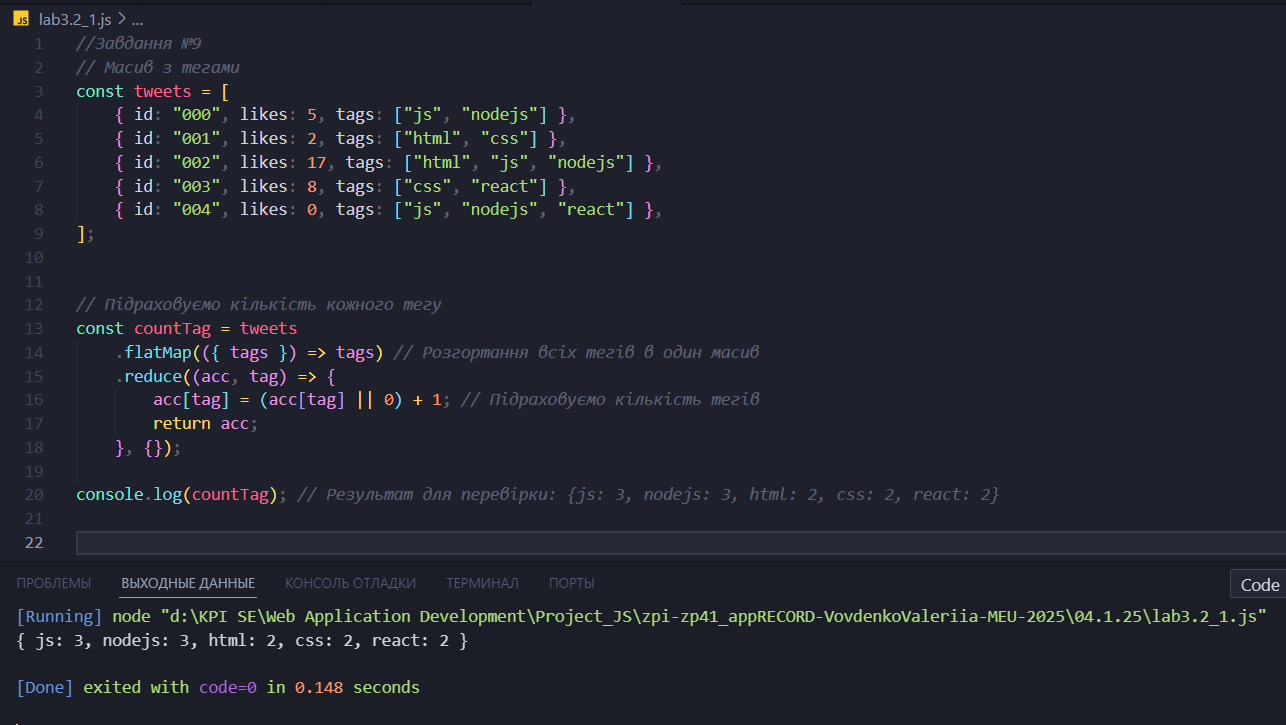 JS lab3.2_1.js > ...
1 //Завдання №9
2 // Масив з тегами
3 const tweets = [
4 { id: "000", likes: 5, tags: ["js", "nodejs"] },
5 { id: "001", likes: 2, tags: ["html", "css"] },
6 { id: "002", likes: 17, tags: ["html", "js", "nodejs"] },
7 { id: "003", likes: 8, tags: ["css", "react"] },
8 { id: "004", likes: 0, tags: ["js", "nodejs", "react"] },
9 ];
10
11
12 // Підраховуємо кількість кожного тегу
13 const countTag = tweets
14 .flatMap(({ tags }) => tags) // Розгортання всіх тегів в один масив
15 .reduce((acc, tag) => {
16 acc[tag] = (acc[tag] || 0) + 1; // Підраховуємо кількість тегів
17 return acc;
18 }, {});
19
20 console.log(countTag); // Результат для перевірки: {js: 3, nodejs: 3, html: 2, css: 2, react: 2}
21
22
ПРОБЛЕМЫ ВЫХОДНЫЕ ДАННЫЕ КОНСОЛЬ ОТЛАДКИ ТЕРМИНАЛ ПОРТЫ Code
[Running] node "d:\KPI SE\Web Application Development\Project_JS\zpi-zp41_appRECORD-VovdenkoValeriia-MEU-2025\04.1.25\lab3.2_1.js"
{ js: 3, nodejs: 3, html: 2, css: 2, react: 2 }
[Done] exited with code=0 in 0.148 seconds